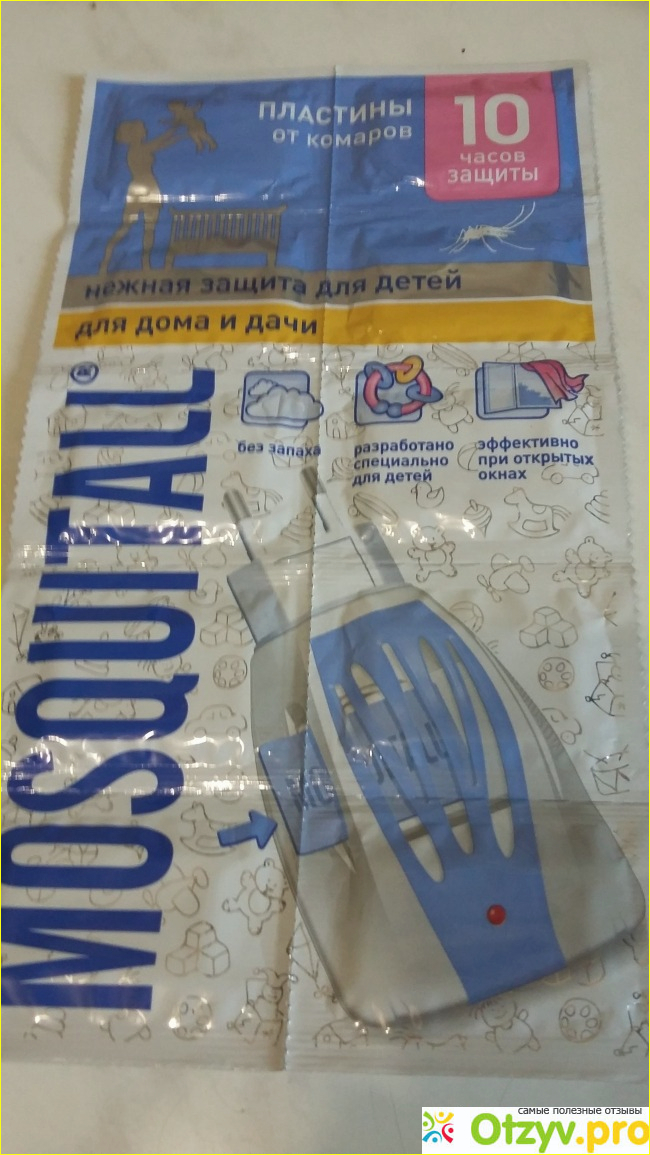 ПЛАСТИНЫ
от комаров
10
часов
защиты
нежная защита для детей
для дома и дачи
MOSQUITALL®
без запаха
разработано
специально
для детей
эффективно
при открытых
окнах
самые полезные отзывы
Otzyv.pro